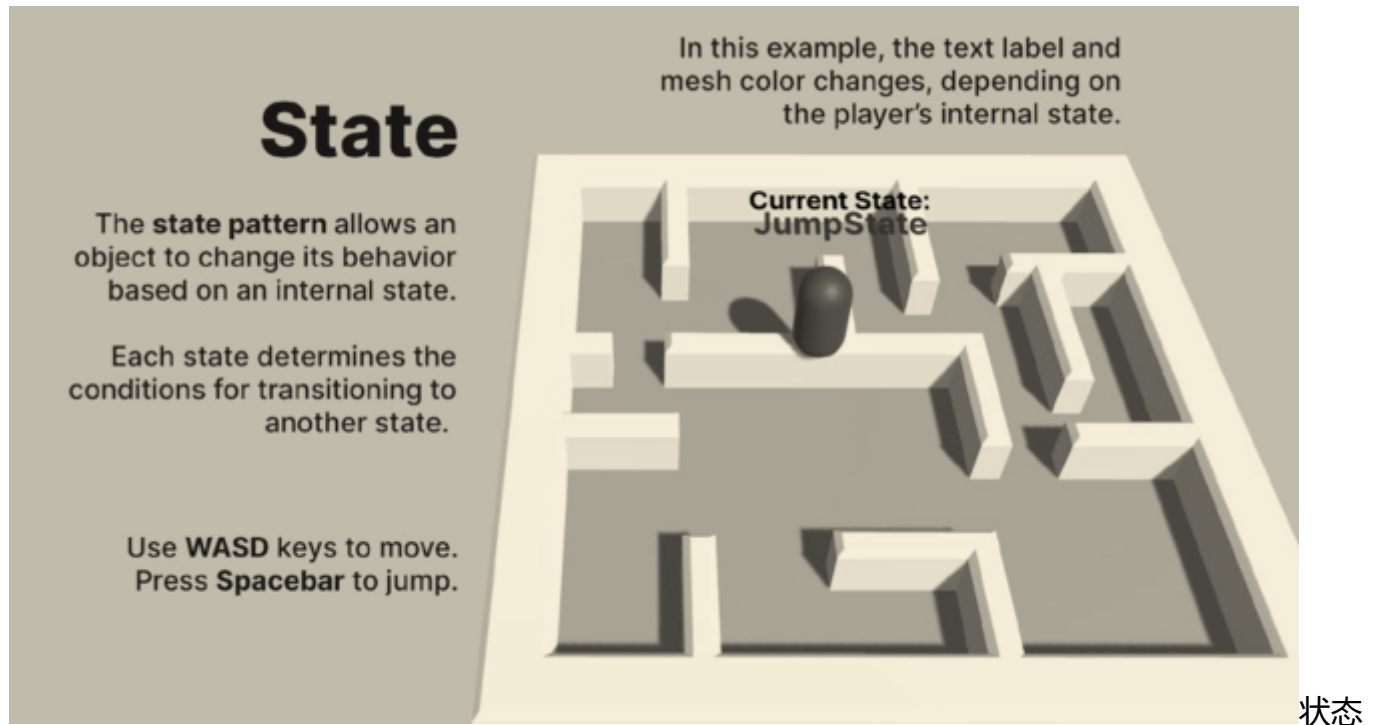 In this example, the text label and
mesh color changes, depending on
the player's internal state.
State
The state pattern allows an
object to change its behavior
based on an internal state.
Each state determines the
conditions for transitioning to
another state.
Use WASD keys to move.
Press Spacebar to jump.
Current State:
JumpState
状态